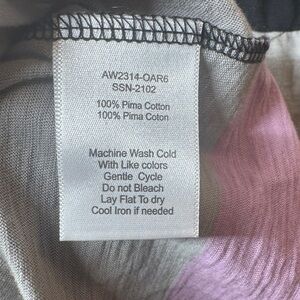 AW2314-OAR6
SSN-2102
100% Pima Cotton
100% Pima Coton
Machine Wash Cold
With Like colors
Gentle Cycle
Do not Bleach
Lay Flat To dry
Cool Iron if needed